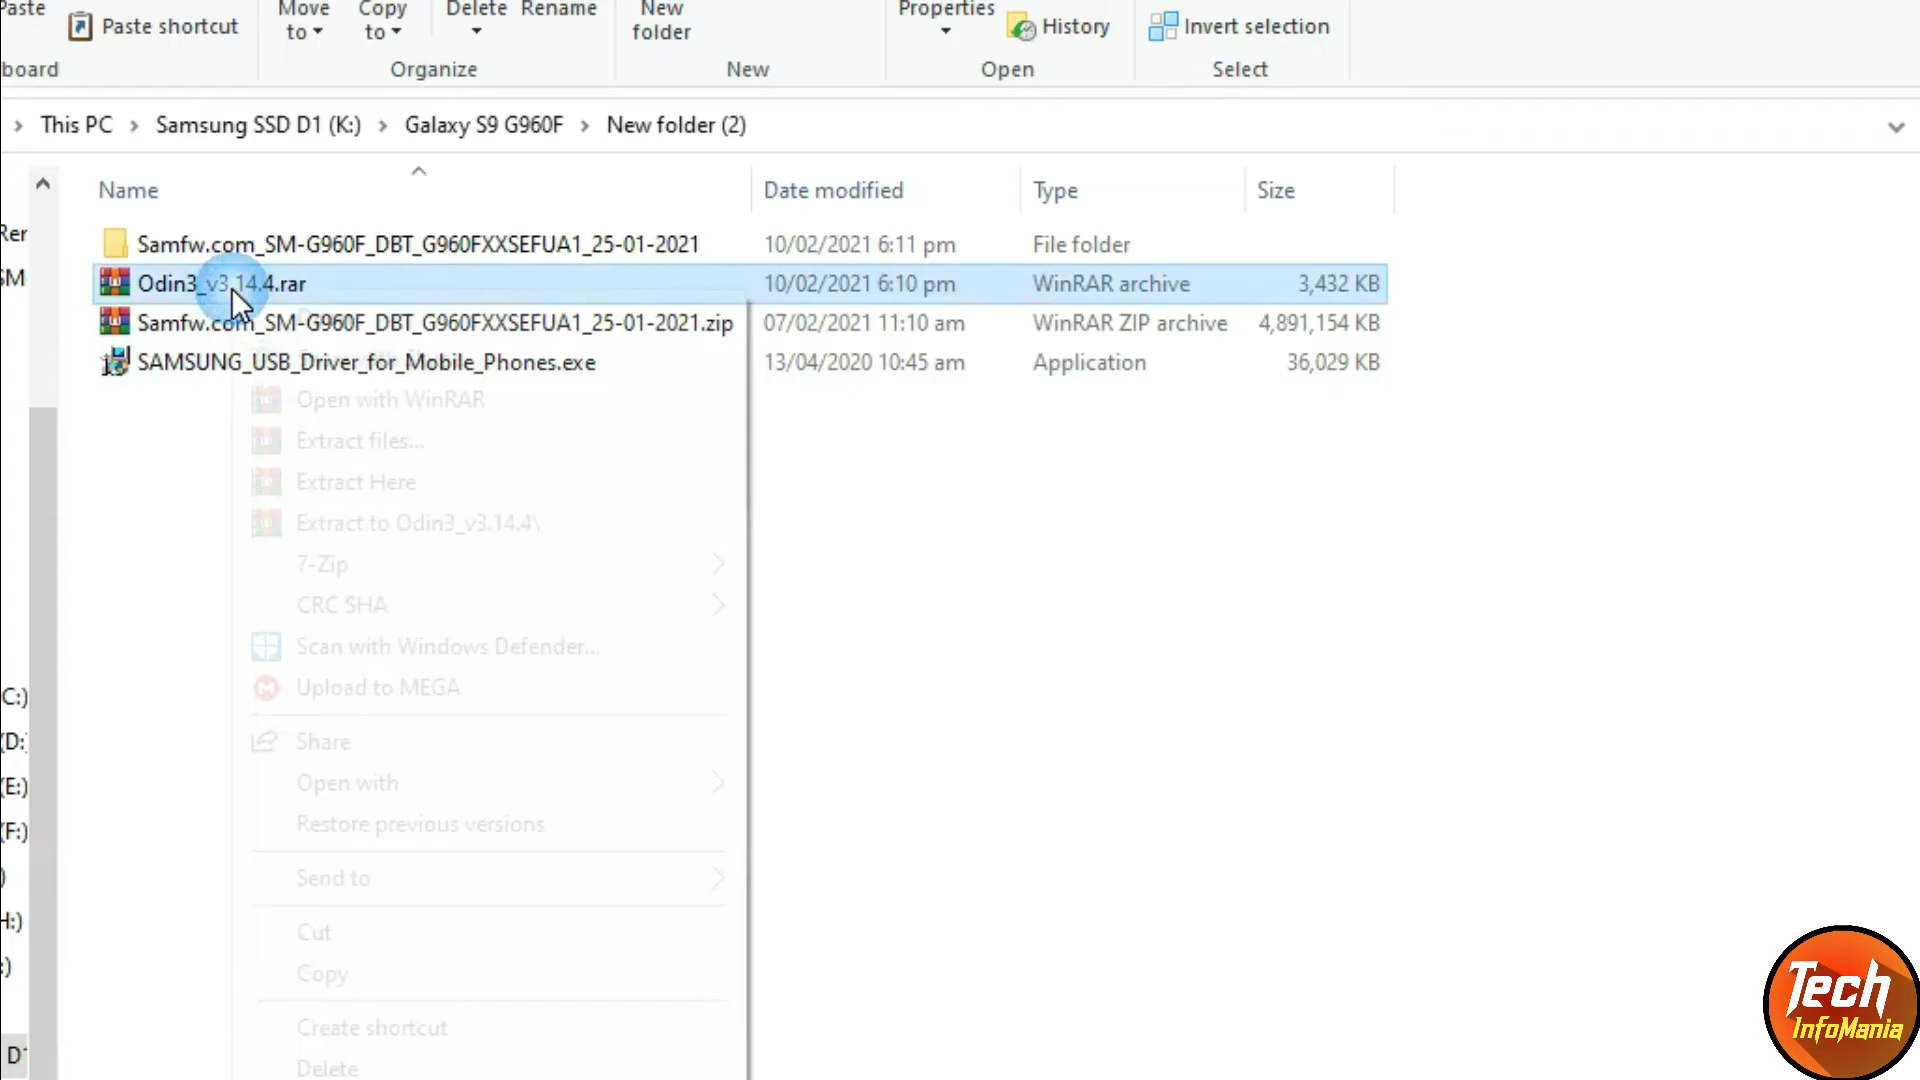 Paste
Paste shortcut
Move to
Copy to
Delete
Rename
New folder
Properties
History
Invert selection
board
Organize
New
Open
Select
This PC > Samsung SSD D1 (K:) > Galaxy S9 G960F > New folder (2)
Name Date modified Type Size
Samfw.com_SM-G960F_DBT_G960FXXSEFUA1_25-01-2021 10/02/2021 6:11 pm File folder
Odin3_v3.14.4.rar 10/02/2021 6:10 pm WinRAR archive 3,432 KB
Samfw.com_SM-G960F_DBT_G960FXXSEFUA1_25-01-2021.zip 07/02/2021 11:10 am WinRAR ZIP archive 4,891,154 KB
SAMSUNG_USB_Driver_for_Mobile_Phones.exe 13/04/2020 10:45 am Application 36,029 KB
Rer
SM
Open with WinRAR
Extract files...
Extract Here
Extract to Odin3_v3.14.4\
7-Zip
CRC SHA
Scan with Windows Defender...
Upload to MEGA
Share
Open with
Restore previous versions
Send to
Cut
Copy
Create shortcut
Delete
C:)
(D:
(E:)
(F:)
H:)
D
Tech
InfoMania